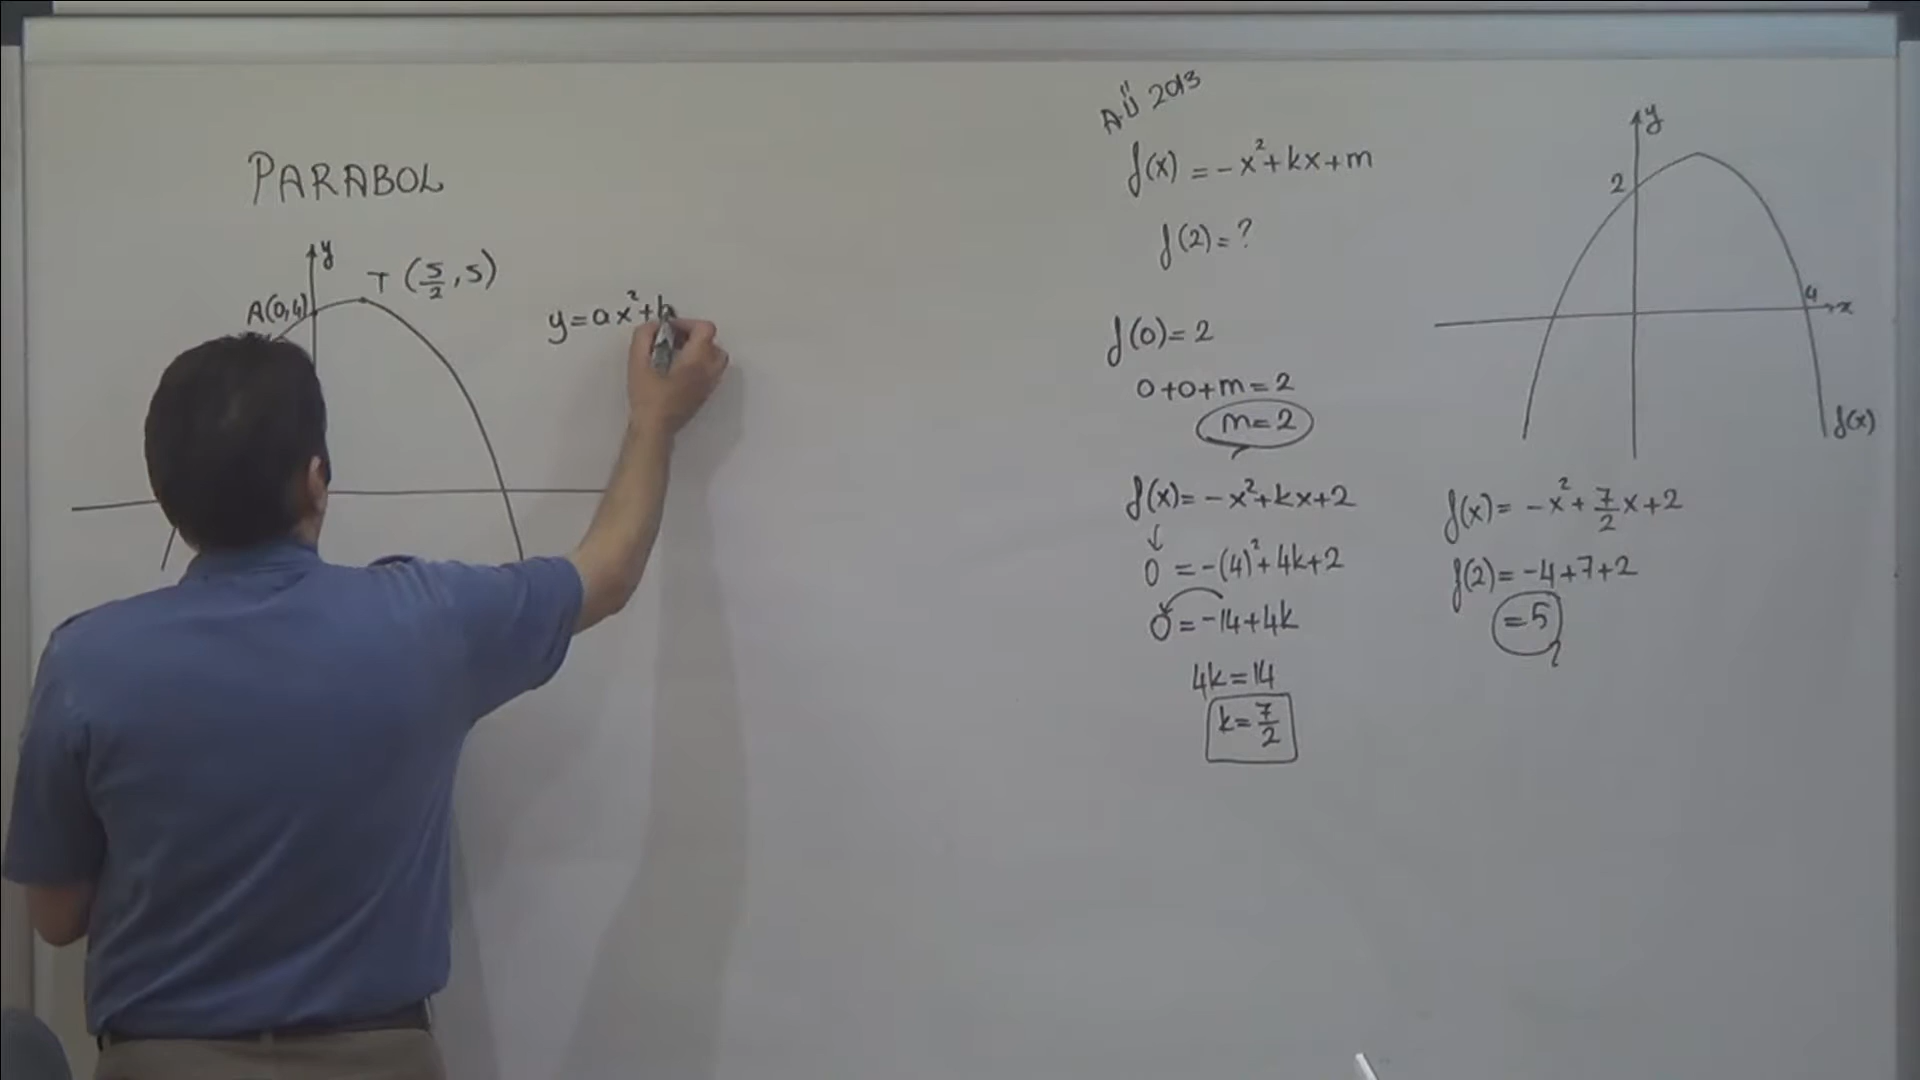 PARABOL
y
T (5/2, 5)
A(0,4)
y=ax²+b
AÜ 2013
f(x) = -x²+kx+m
f(2)=?
f(0)=2
0+0+m=2
m=2
f(x)=-x²+kx+2
↓
0 =-(4)²+4k+2
0=-14+4k
4k=14
k=7/2
y
2
4
x
f(x)
f(x)= -x²+7/2x+2
f(2)=-4+7+2
=5